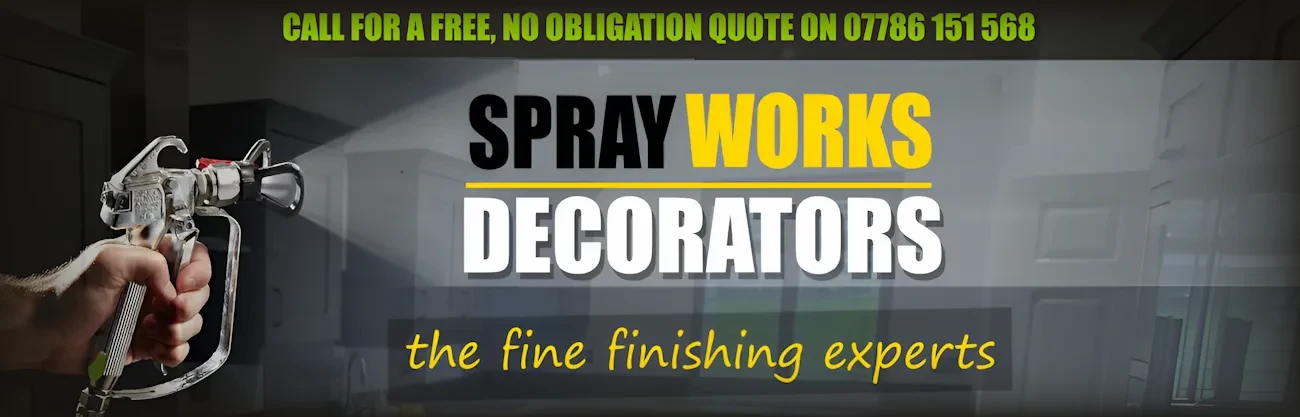 CALL FOR A FREE, NO OBLIGATION QUOTE ON 07786 151 568
SPRAY WORKS
DECORATORS
the fine finishing experts